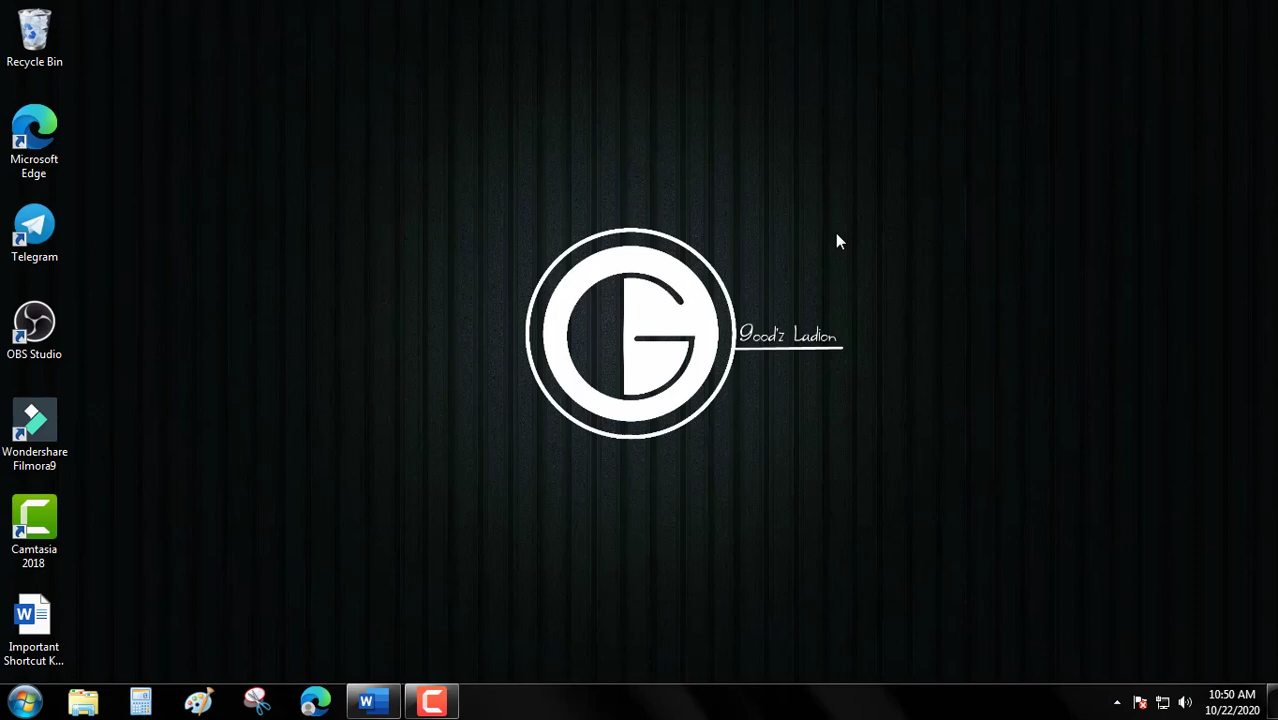 Recycle Bin
Microsoft
Edge
Telegram
OBS Studio
Wondershare
Filmora9
Camtasia
2018
Important
Shortcut K...
good'z Ladion
10:50 AM
10/22/2020